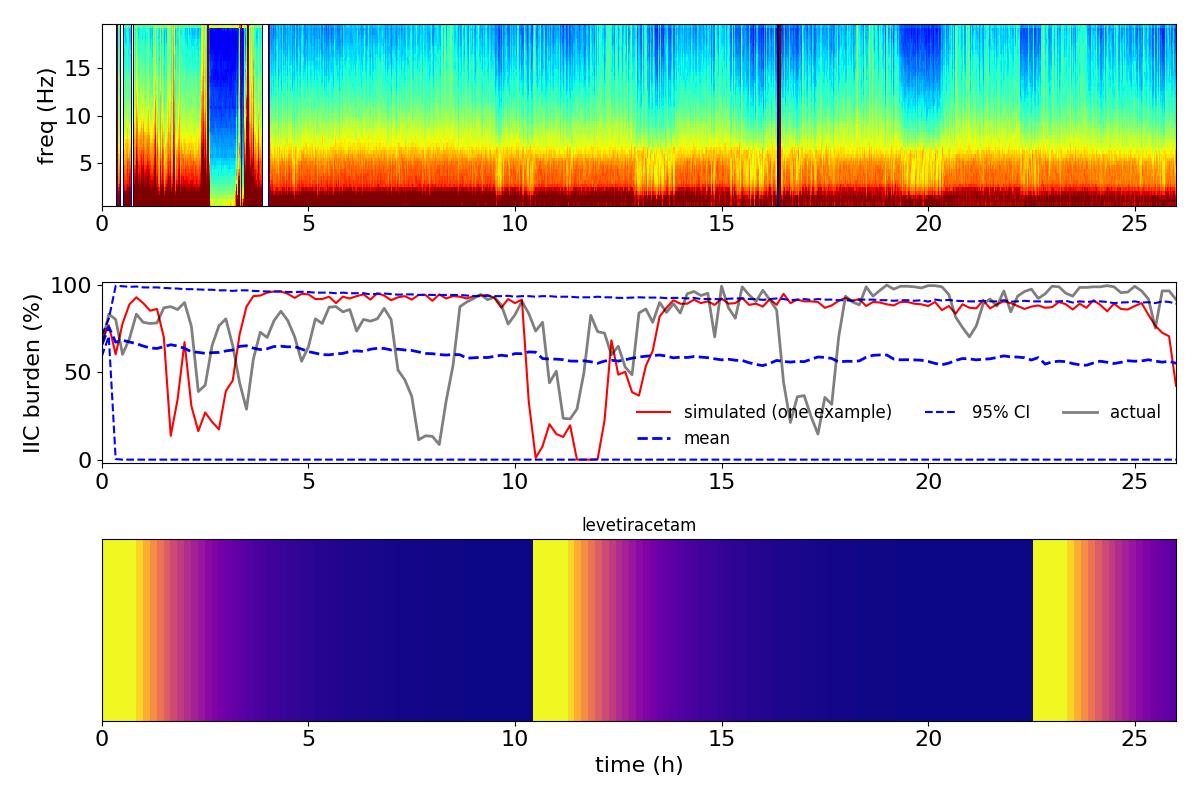 freq (Hz)
15
10
5
0 5 10 15 20 25
IIC burden (%)
100
50
0
simulated (one example) 95% CI actual
mean
0 5 10 15 20 25
levetiracetam
0 5 10 15 20 25
time (h)